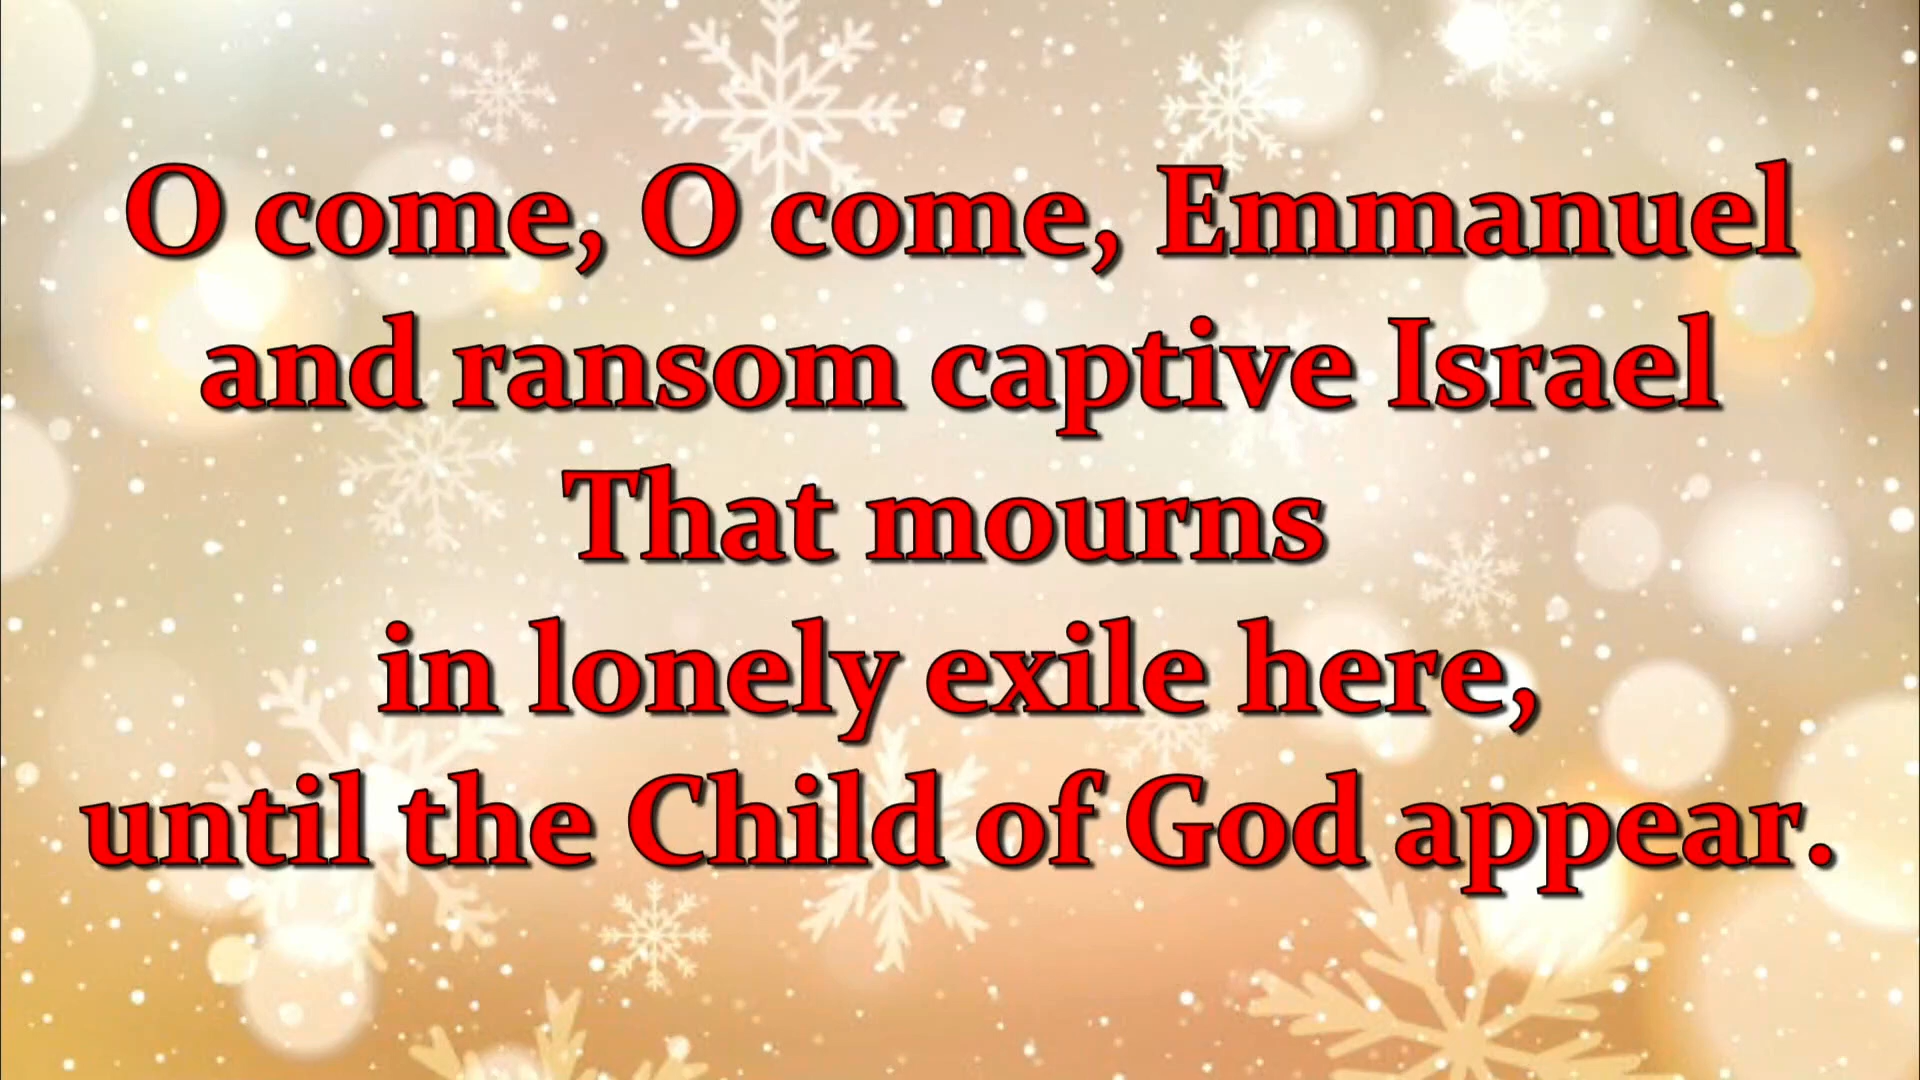 O come, O come, Emmanuel
and ransom captive Israel
That mourns
in lonely exile here,
until the Child of God appear.